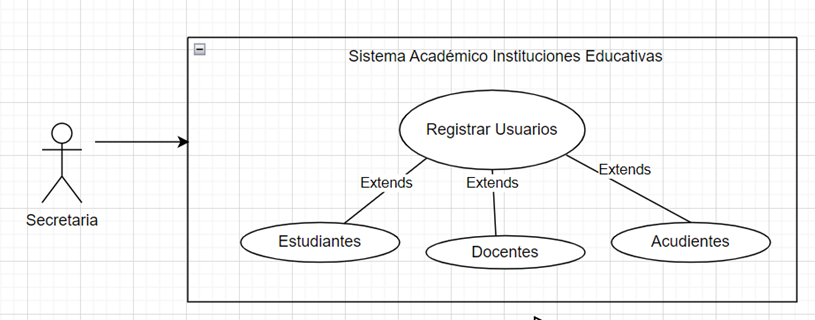 Sistema Académico Instituciones Educativas
Registrar Usuarios
Extends
Extends
Extends
Secretaria
Estudiantes
Docentes
Acudientes